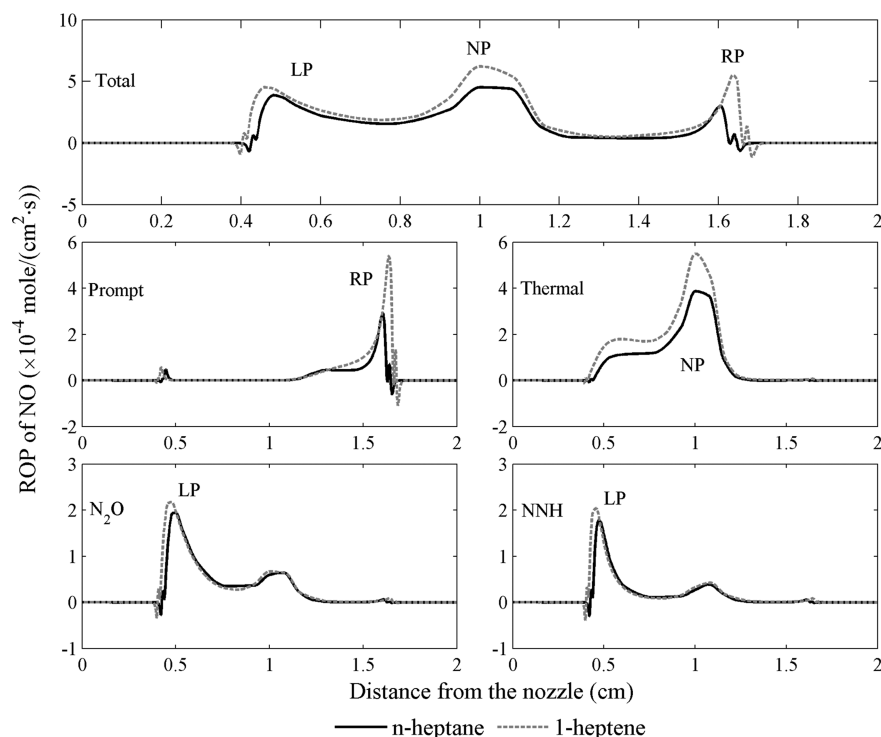 10
NP
LP
RP
Total
5
0
-5
0 0.2 0.4 0.6 0.8 1 1.2 1.4 1.6 1.8 2
ROP of NO (×10⁻⁴ mole/(cm²·s))
6
4
2
0
-2
Prompt
RP
0 0.5 1 1.5 2
6
4
2
0
-2
Thermal
NP
0 0.5 1 1.5 2
3
2
1
0
-1
N₂O
LP
0 0.5 1 1.5 2
3
2
1
0
-1
NNH
LP
0 0.5 1 1.5 2
Distance from the nozzle (cm)
n-heptane 1-heptene